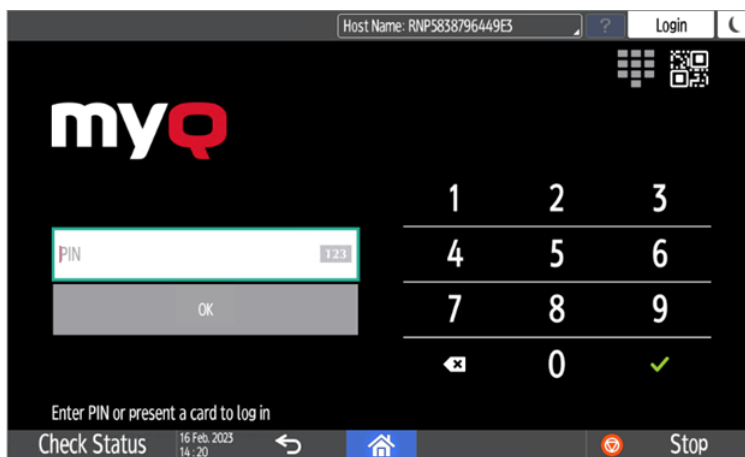 Host Name: RNP5838796449E3
?
Login
myQ
1 2 3
PIN
123
4 5 6
OK
7 8 9
0
Enter PIN or present a card to log in
Check Status
16 Feb. 2023
14 : 20
Stop